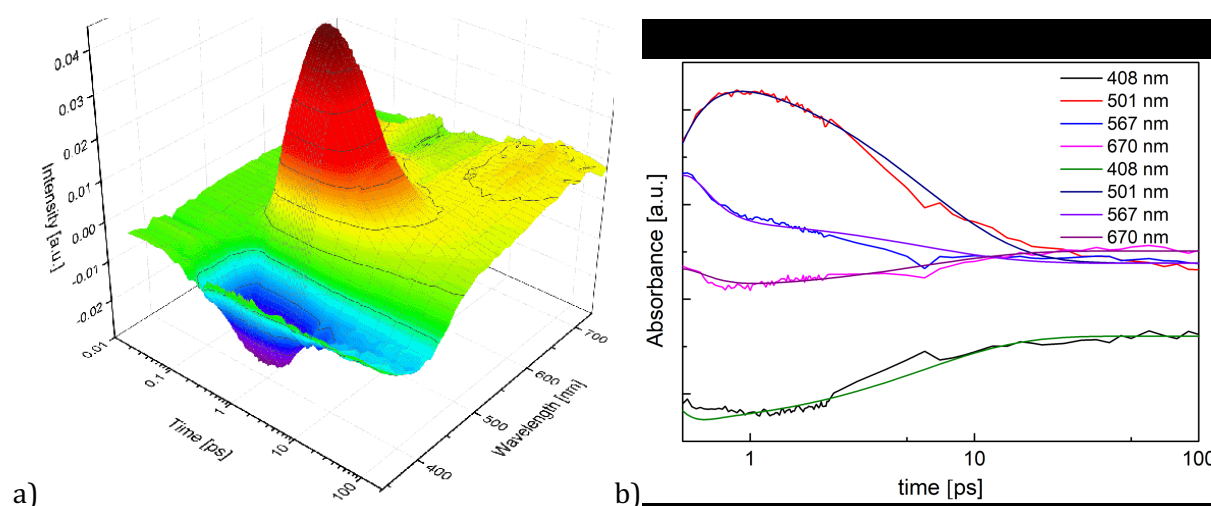 0.04
0.03
0.02
0.01
0.00
-0.01
-0.02
Intensity [a.u.]
0.01
0.1
1
10
100
Time [ps]
400
500
600
700
Wavelength [nm]
a)
408 nm
501 nm
567 nm
670 nm
408 nm
501 nm
567 nm
670 nm
Absorbance [a.u.]
1
10
100
time [ps]
b)